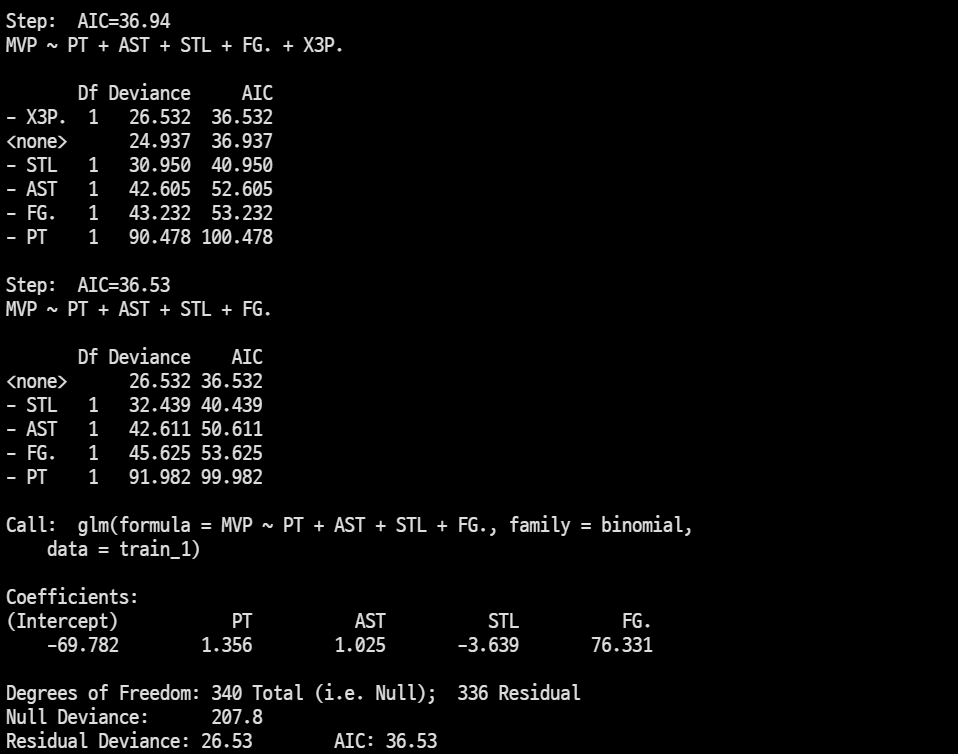 Step:  AIC=36.94
MVP ~ PT + AST + STL + FG. + X3P.

       Df Deviance     AIC
- X3P.  1   26.532  36.532
<none>      24.937  36.937
- STL   1   30.950  40.950
- AST   1   42.605  52.605
- FG.   1   43.232  53.232
- PT    1   90.478 100.478

Step:  AIC=36.53
MVP ~ PT + AST + STL + FG.

       Df Deviance    AIC
<none>      26.532 36.532
- STL   1   32.439 40.439
- AST   1   42.611 50.611
- FG.   1   45.625 53.625
- PT    1   91.982 99.982

Call:  glm(formula = MVP ~ PT + AST + STL + FG., family = binomial,
    data = train_1)

Coefficients:
(Intercept)           PT          AST          STL          FG.
    -69.782        1.356        1.025       -3.639       76.331

Degrees of Freedom: 340 Total (i.e. Null);  336 Residual
Null Deviance:      207.8
Residual Deviance: 26.53        AIC: 36.53